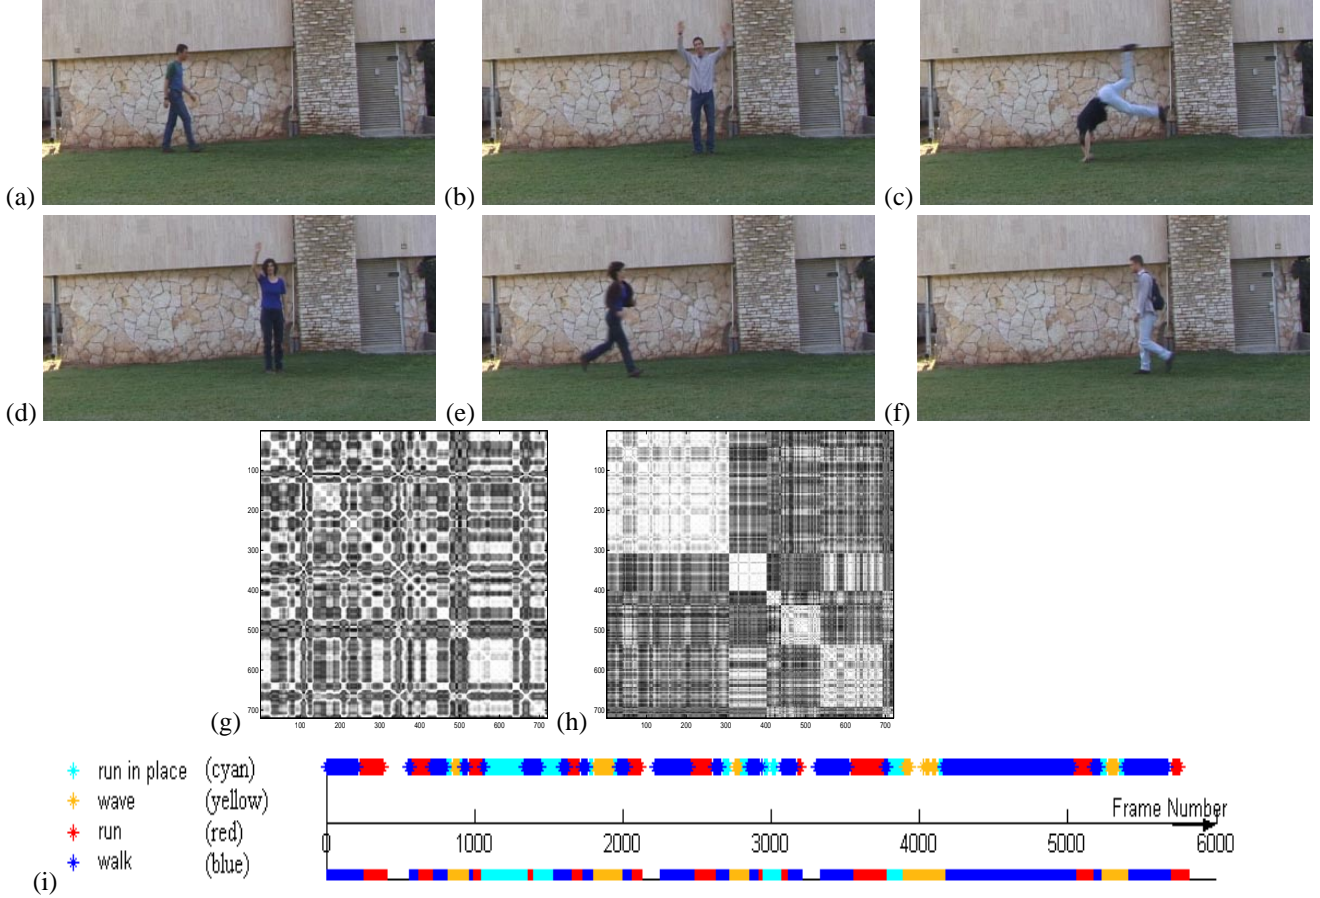 (a)
(b)
(c)
(d)
(e)
(f)
100
200
300
400
500
600
700
100 200 300 400 500 600 700
(g)
100
200
300
400
500
600
700
100 200 300 400 500 600 700
(h)
run in place (cyan)
wave (yellow)
run (red)
walk (blue)
Frame Number
0 1000 2000 3000 4000 5000 6000
(i)